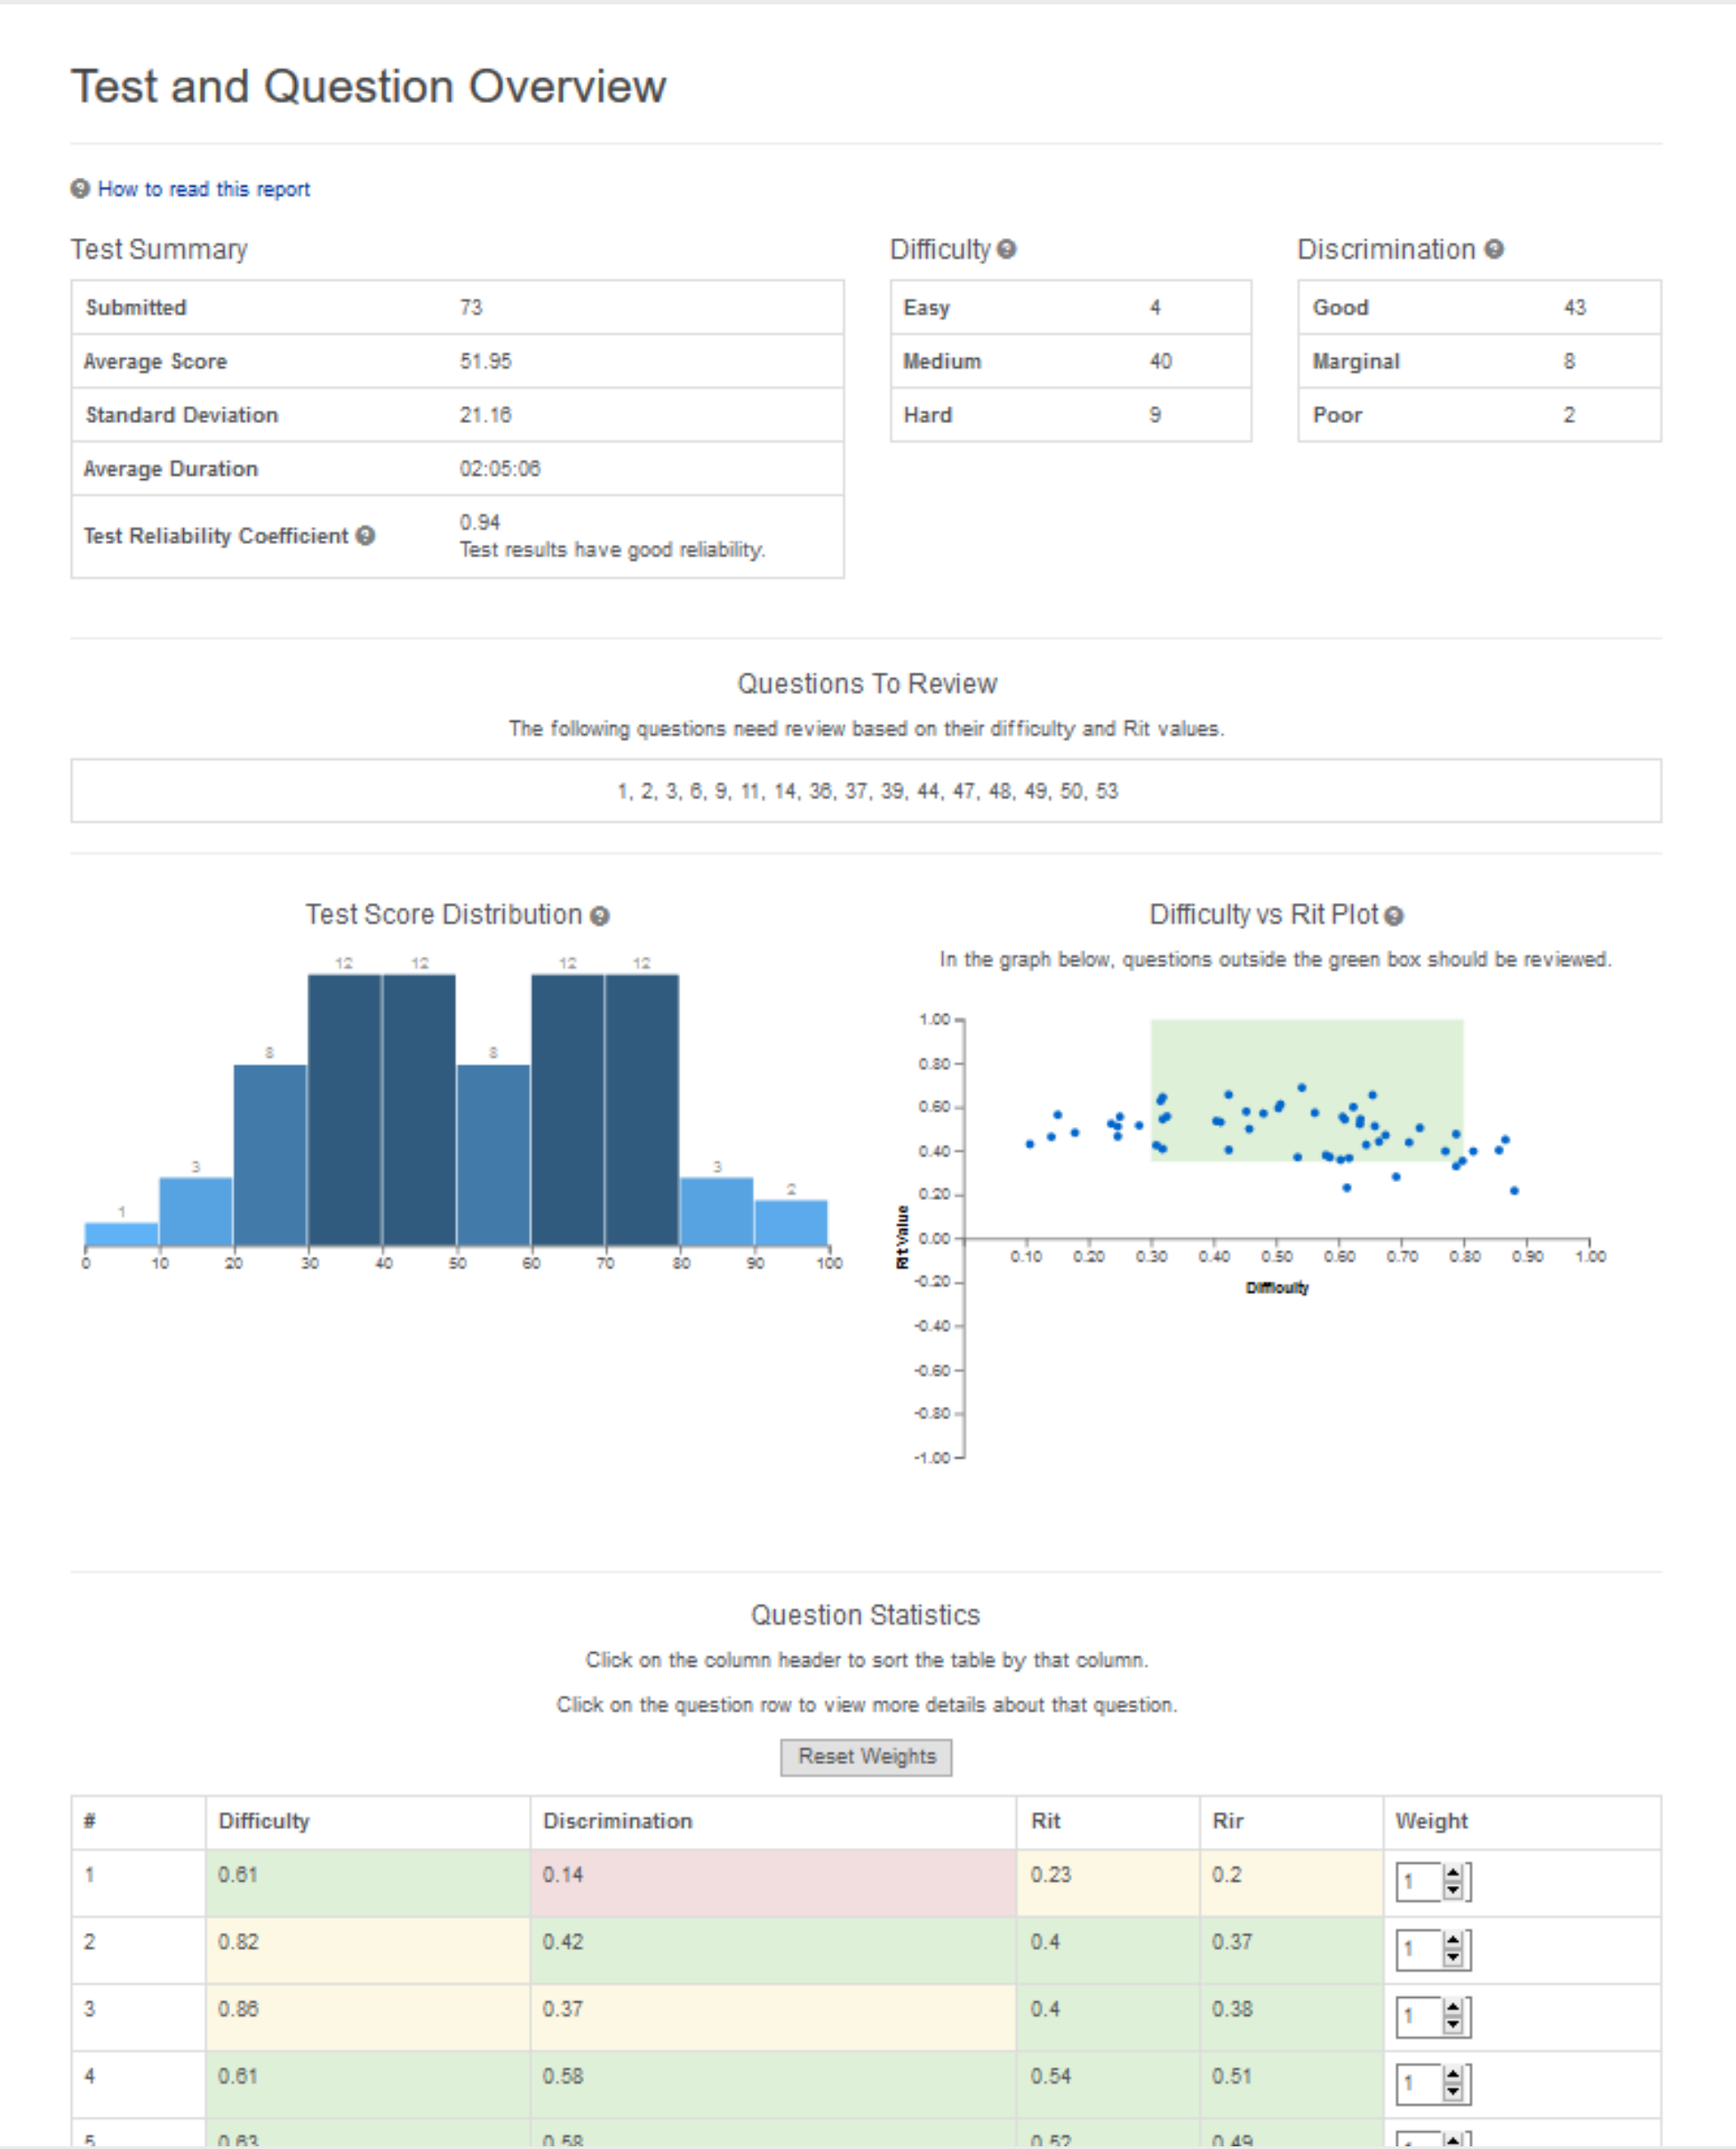 Test and Question Overview
How to read this report
Test Summary
Submitted 73
Average Score 51.95
Standard Deviation 21.16
Average Duration 02:05:06
Test Reliability Coefficient 0.94
Test results have good reliability.
Difficulty
Easy 4
Medium 40
Hard 9
Discrimination
Good 43
Marginal 8
Poor 2
Questions To Review
The following questions need review based on their difficulty and Rit values.
1, 2, 3, 6, 9, 11, 14, 36, 37, 39, 44, 47, 48, 49, 50, 53
Test Score Distribution
12 12 12 12
8 8
3 3
2
1
0 10 20 30 40 50 60 70 80 90 100
Difficulty vs Rit Plot
In the graph below, questions outside the green box should be reviewed.
1.00
0.80
0.60
0.40
0.20
0.00
-0.20
-0.40
-0.60
-0.80
-1.00
Rit Value
0.10 0.20 0.30 0.40 0.50 0.60 0.70 0.80 0.90 1.00
Difficulty
Question Statistics
Click on the column header to sort the table by that column.
Click on the question row to view more details about that question.
Reset Weights
# Difficulty Discrimination Rit Rir Weight
1 0.61 0.14 0.23 0.2 1
2 0.82 0.42 0.4 0.37 1
3 0.86 0.37 0.4 0.38 1
4 0.61 0.58 0.54 0.51 1
5 0.63 0.58 0.52 0.49 1